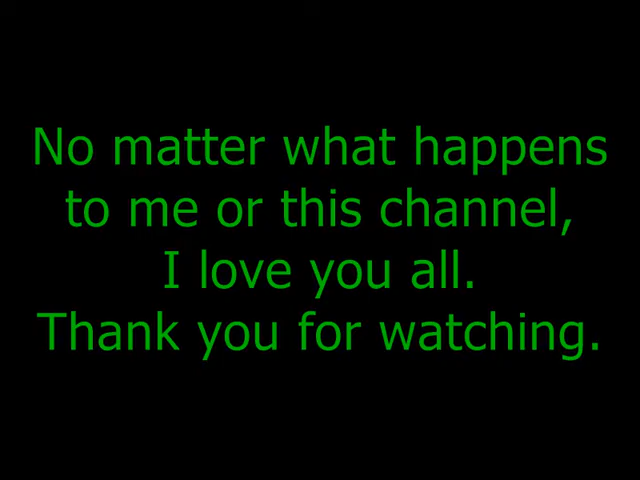 No matter what happens
to me or this channel,
I love you all.
Thank you for watching.